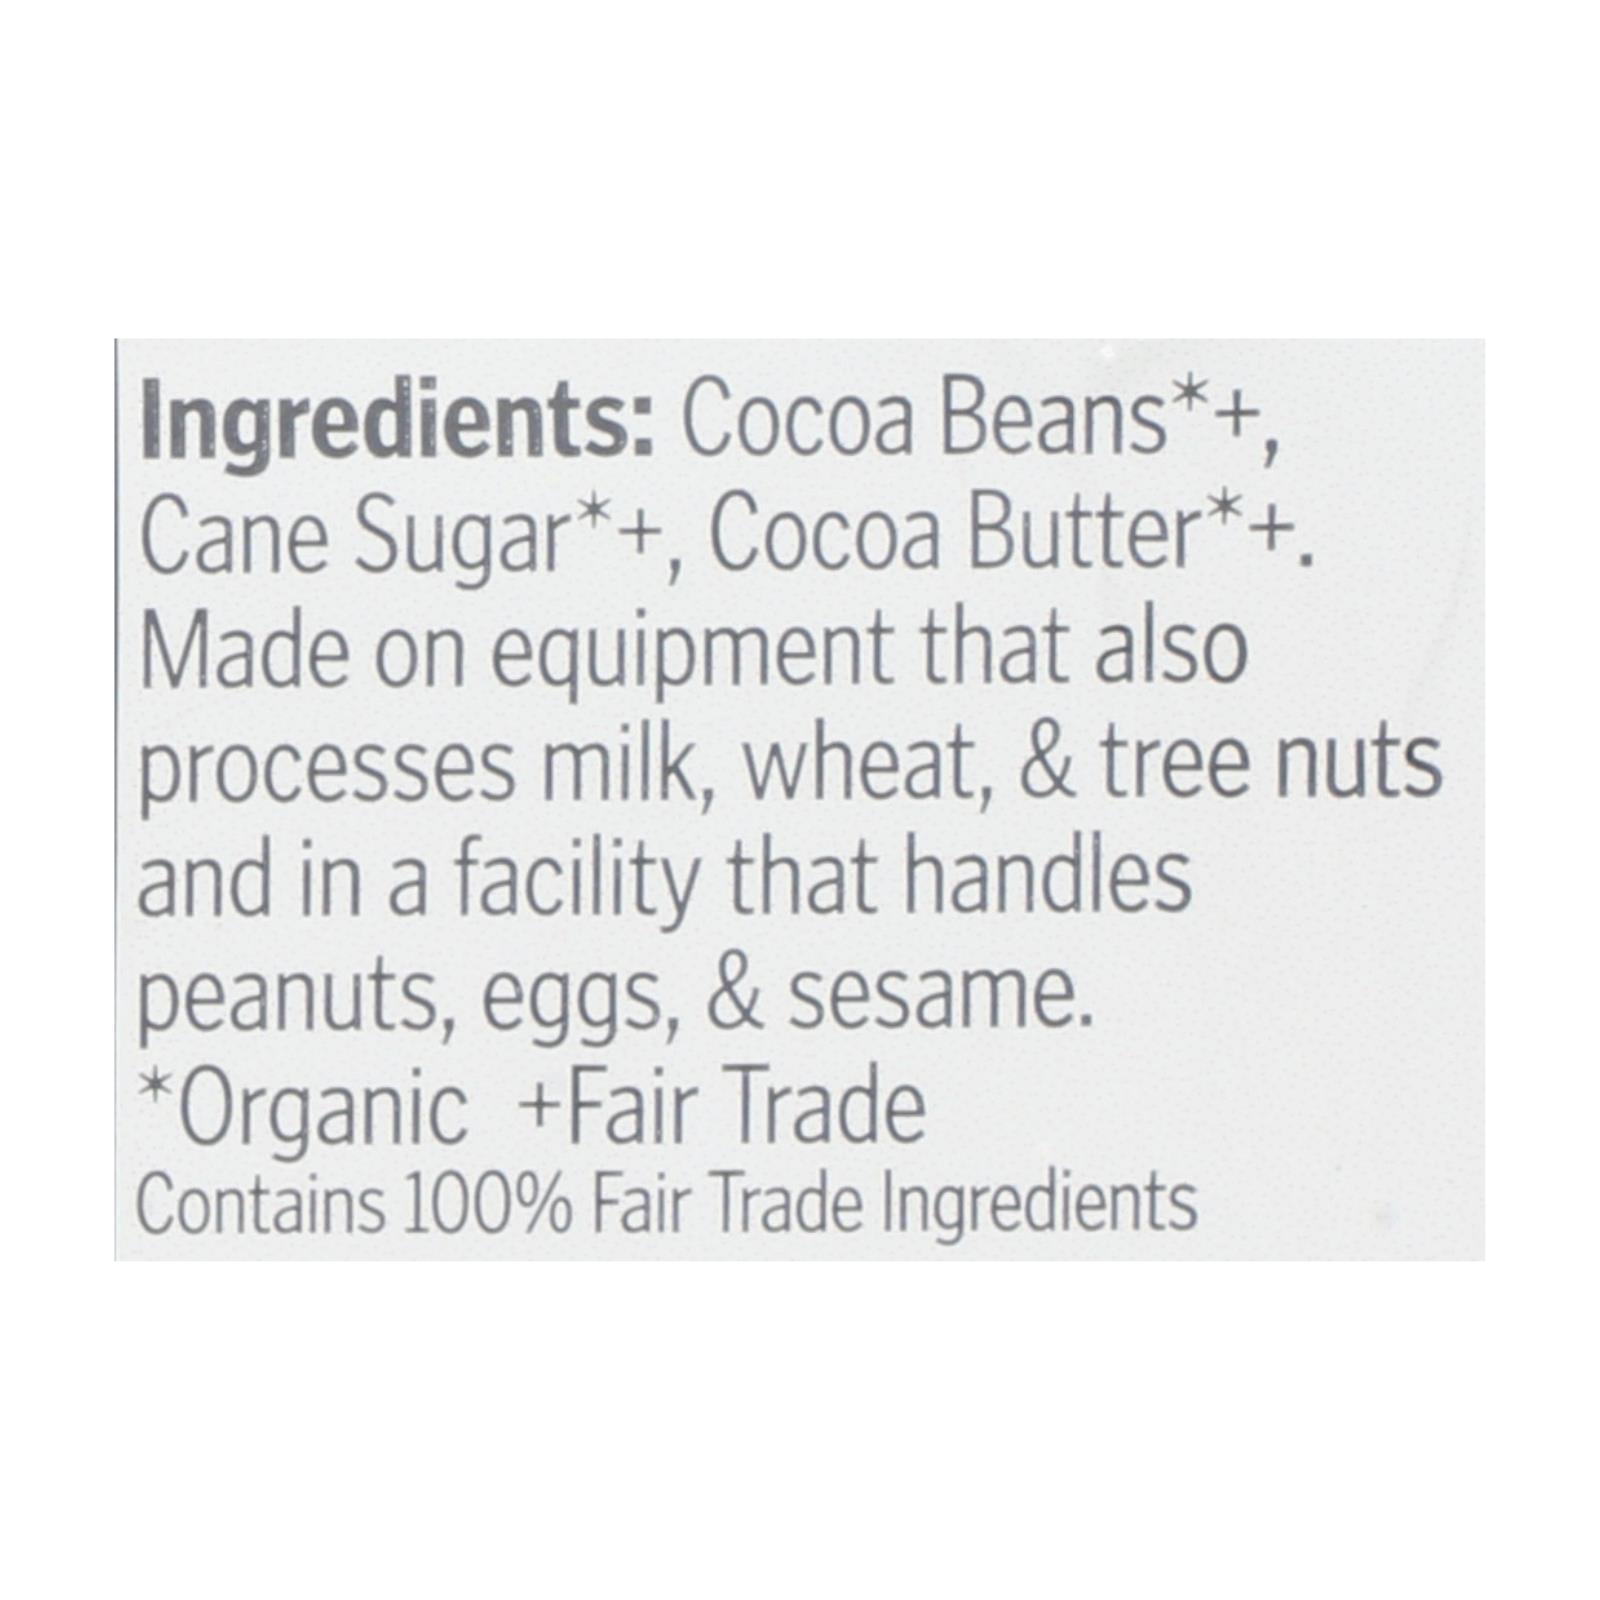 Ingredients: Cocoa Beans*+,
Cane Sugar*+, Cocoa Butter*+.
Made on equipment that also
processes milk, wheat, & tree nuts
and in a facility that handles
peanuts, eggs, & sesame.
*Organic +Fair Trade
Contains 100% Fair Trade Ingredients